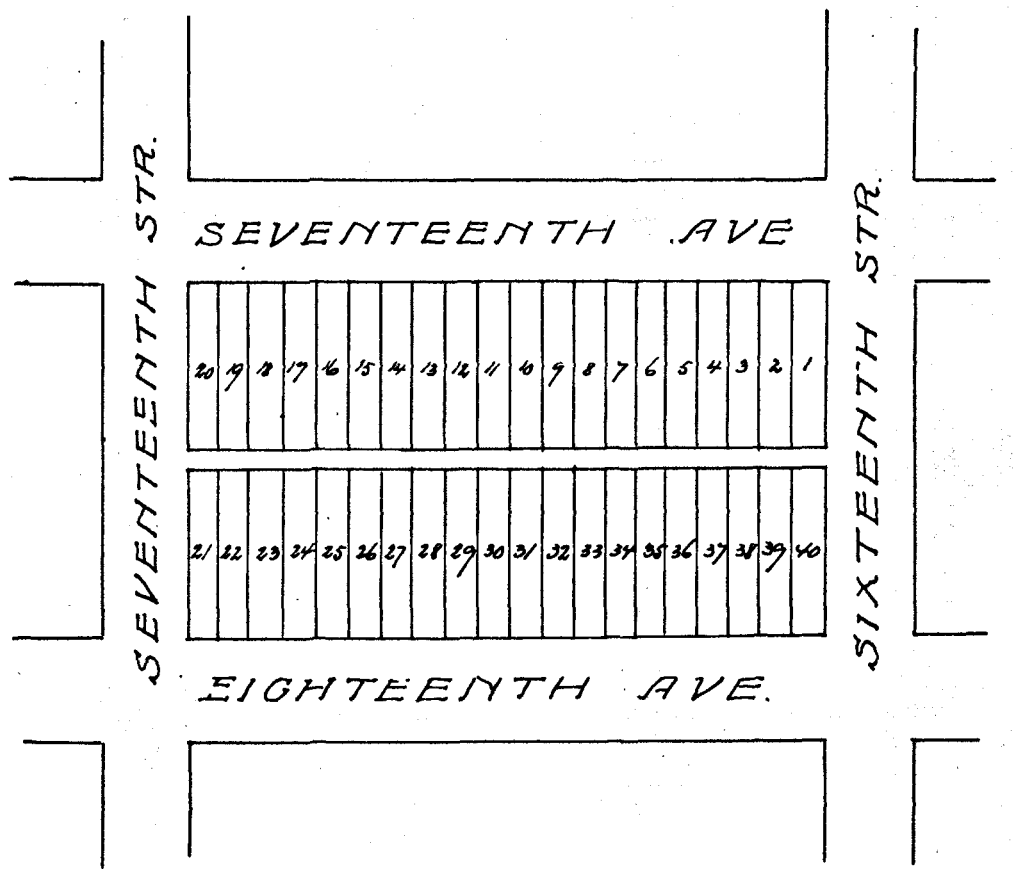 SEVENTEENTH STR.
SEVENTEENTH AVE
SIXTEENTH STR.
20 19 18 17 16 15 14 13 12 11 10 9 8 7 6 5 4 3 2 1
21 22 23 24 25 26 27 28 29 30 31 32 33 34 35 36 37 38 39 40
EIGHTEENTH AVE.